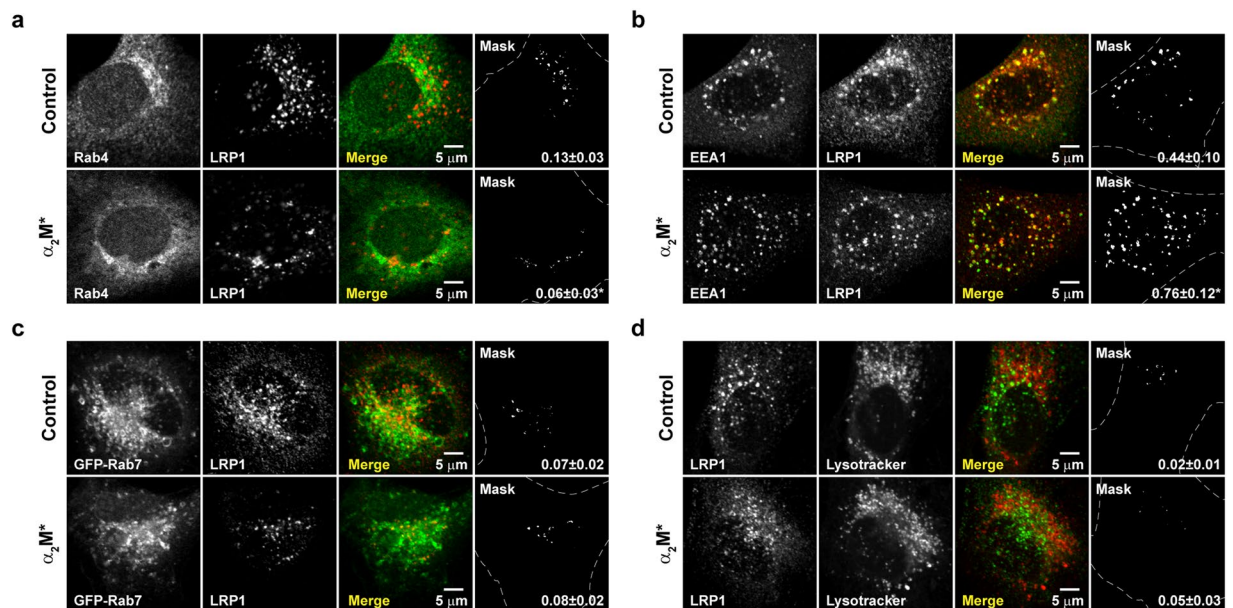 a
Control
Rab4
LRP1
Merge
5 μm
Mask
0.13±0.03
α2M*
Rab4
LRP1
Merge
5 μm
0.06±0.03*
b
Control
EEA1
LRP1
Merge
5 μm
Mask
0.44±0.10
α2M*
EEA1
LRP1
Merge
5 μm
Mask
0.76±0.12*
c
Control
GFP-Rab7
LRP1
Merge
5 μm
Mask
0.07±0.02
α2M*
GFP-Rab7
LRP1
Merge
5 μm
Mask
0.08±0.02
d
Control
LRP1
Lysotracker
Merge
5 μm
Mask
0.02±0.01
α2M*
LRP1
Lysotracker
Merge
5 μm
Mask
0.05±0.03